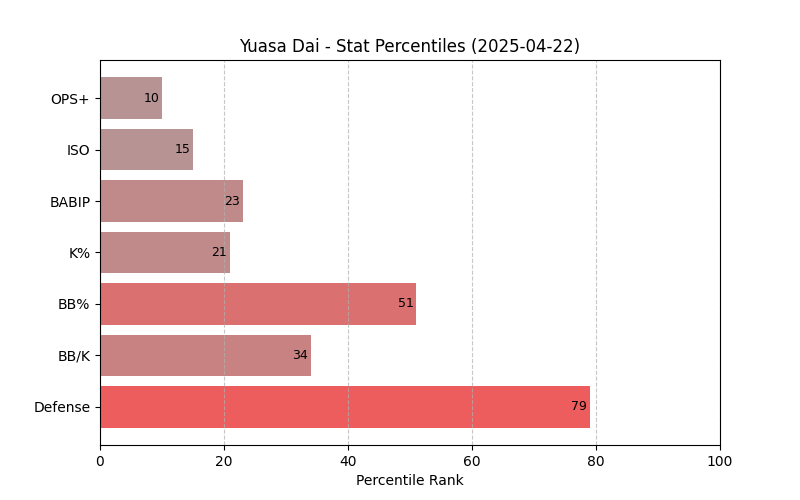 Yuasa Dai - Stat Percentiles (2025-04-22)
OPS+ 10
ISO 15
BABIP 23
K% 21
BB% 51
BB/K 34
Defense 79
0 20 40 60 80 100
Percentile Rank